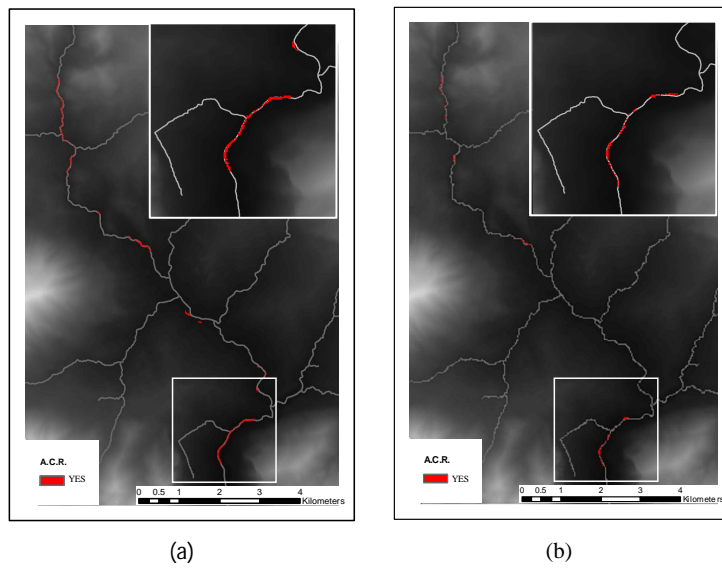 A.C.R.
YES
0 0.5 1 2 3 4
Kilometers
(a)
A.C.R.
YES
0 0.5 1 2 3 4
Kilometers
(b)